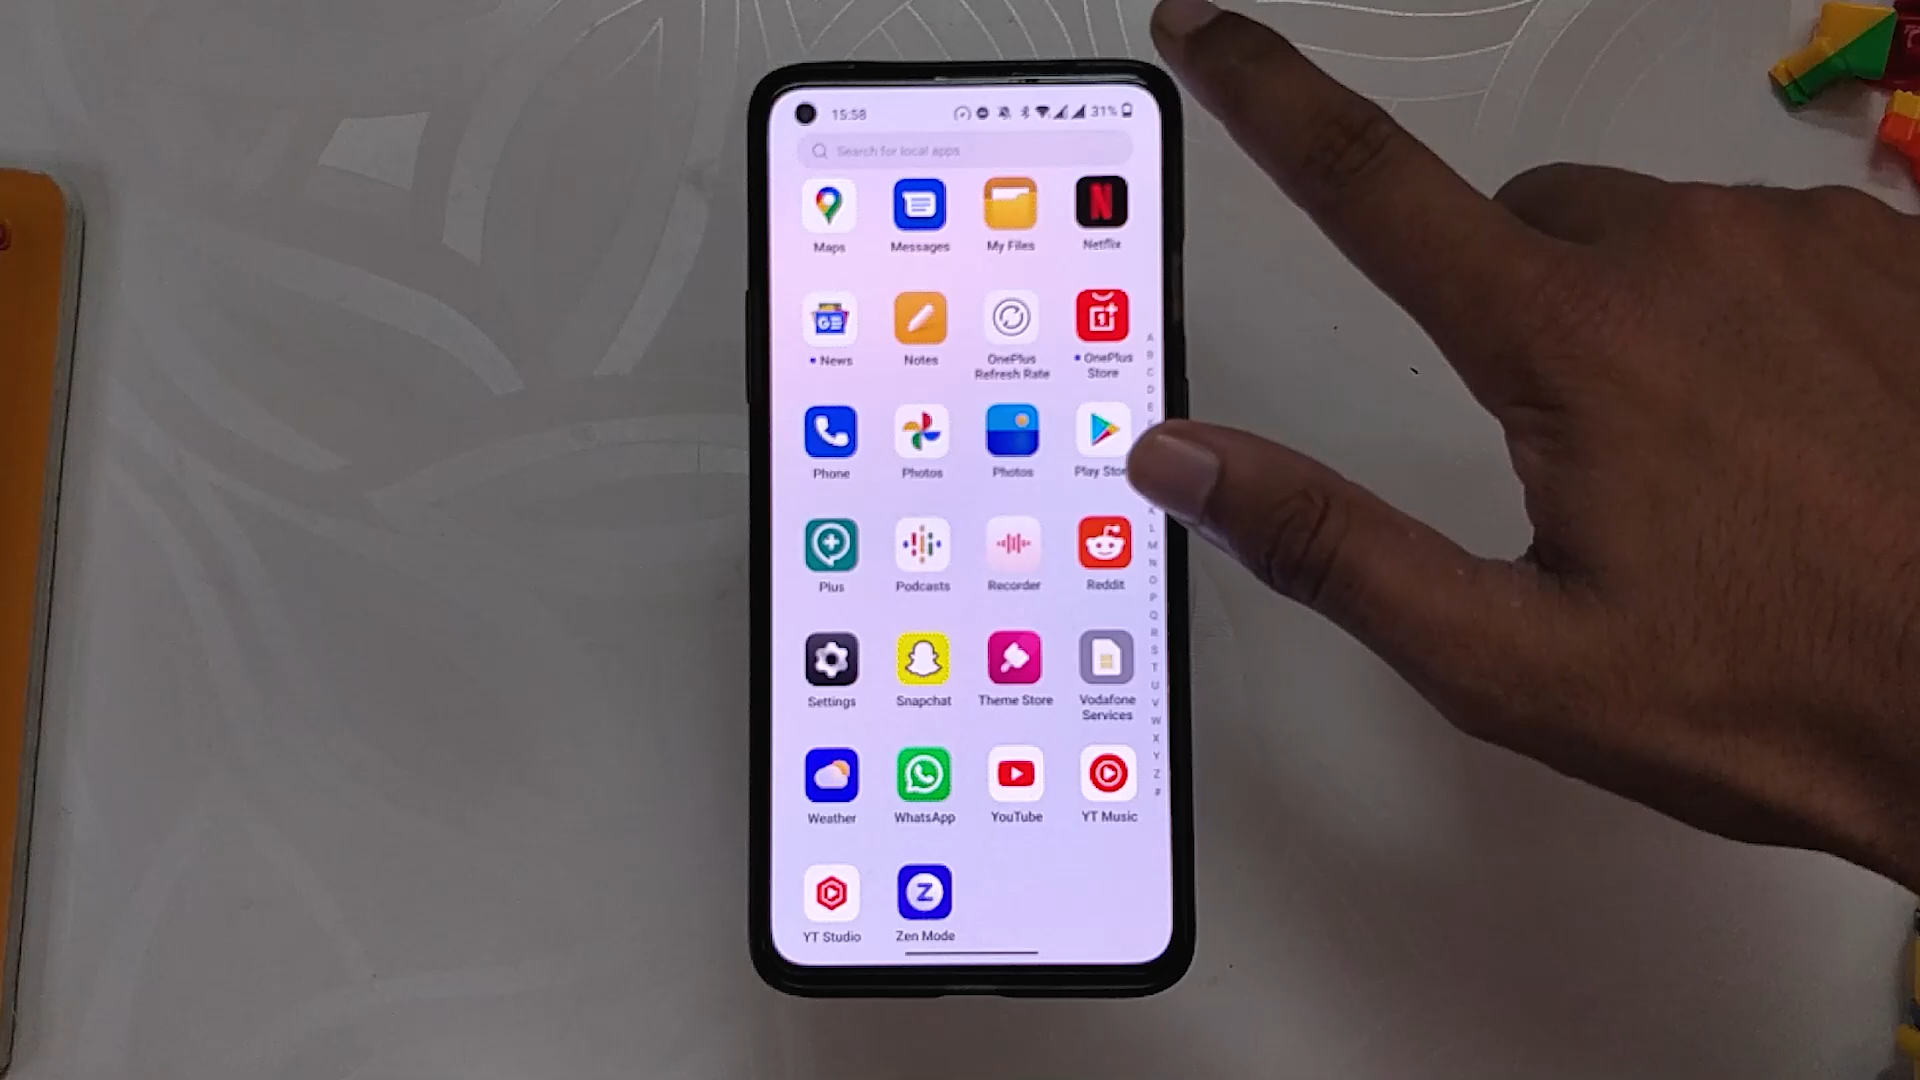 15:58 31%
Search for local apps
Maps Messages My Files Netflix
GE
News Notes OnePlus Refresh Rate OnePlus Store
Phone Photos Photos Play Sto
Plus Podcasts Recorder Reddit
Settings Snapchat Theme Store Vodafone Services
Weather WhatsApp YouTube YT Music
Z
YT Studio Zen Mode
A
B
C
D
E
K
L
M
N
O
P
Q
R
S
T
U
V
W
X
Y
Z
#